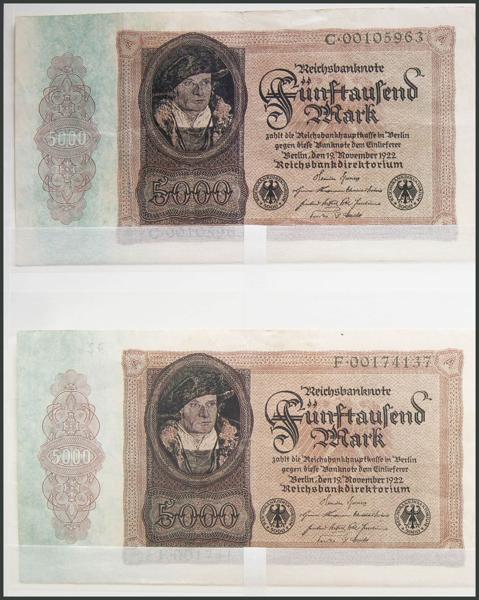 C·00105963
Reichsbanknote
Fünftausend
Mark
zahlt die Reichsbankhauptkasse in Berlin
gegen diese Banknote dem Einlieferer
Berlin, den 19. November 1922
Reichsbankdirektorium
5000
5000
F·00174137
Reichsbanknote
Fünftausend
Mark
zahlt die Reichsbankhauptkasse in Berlin
gegen diese Banknote dem Einlieferer
Berlin, den 19. November 1922
Reichsbankdirektorium
5000
5000